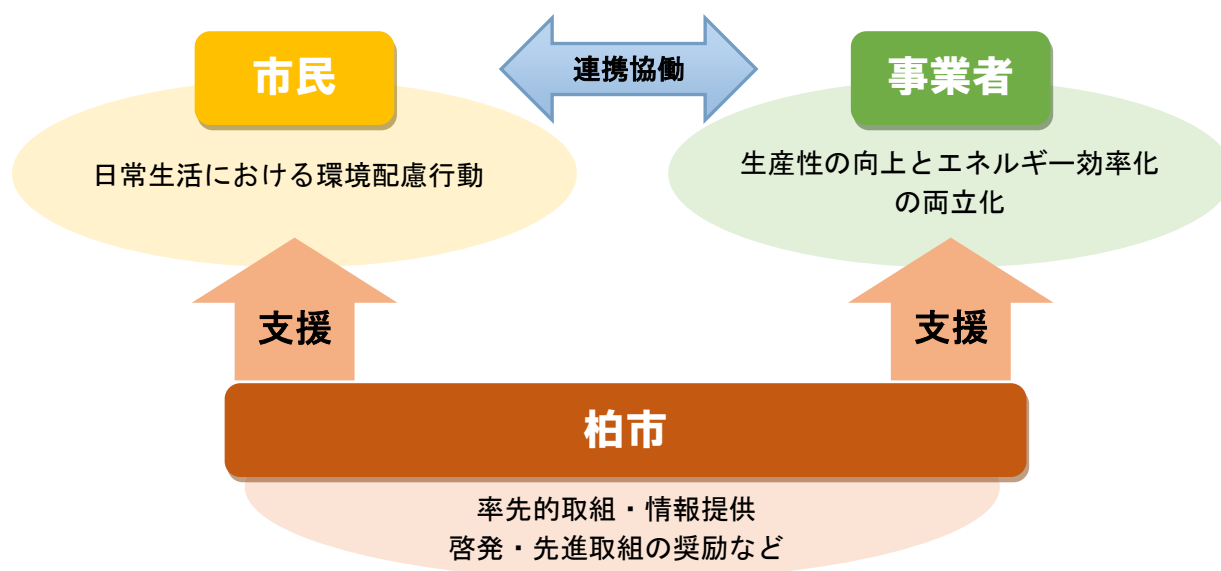 市民
連携協働
事業者
日常生活における環境配慮行動
生産性の向上とエネルギー効率化
の両立化
支援
支援
柏市
率先的取組・情報提供
啓発・先進取組の奨励など